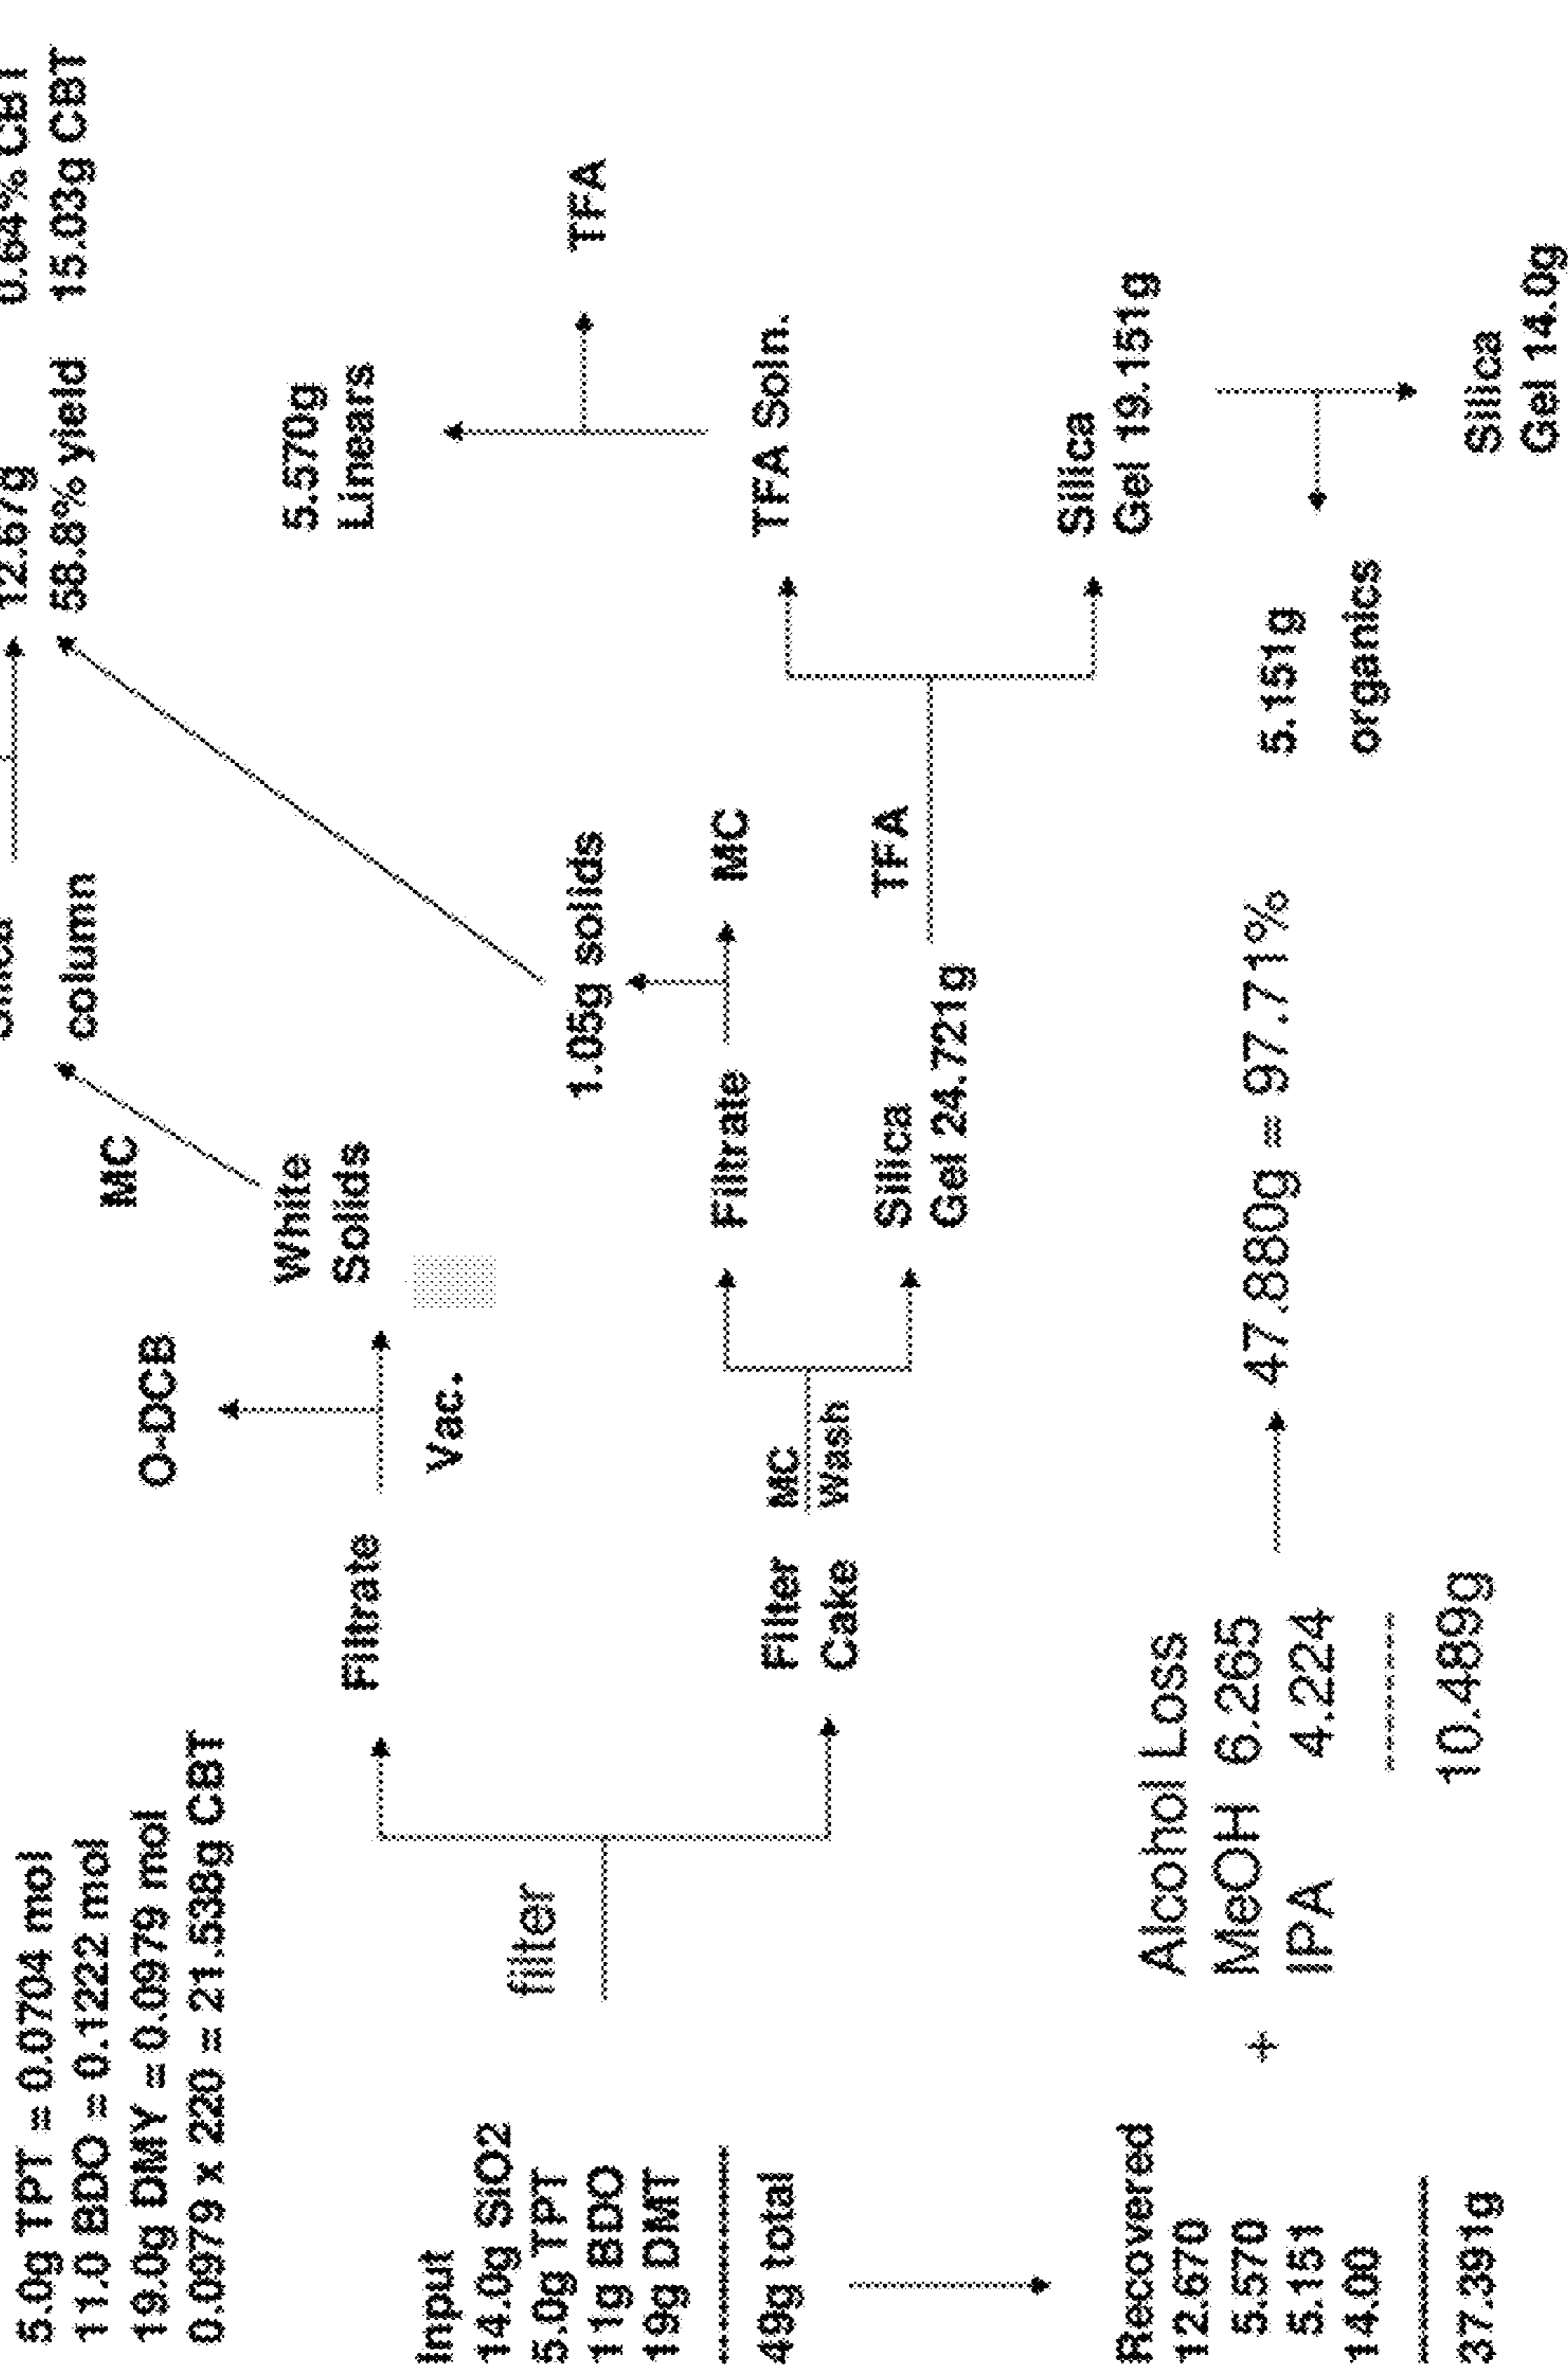 5.0g TPT = 0.0704 mol
11.0 BDO = 0.1222 mol
19.0g DMY = 0.0979 mol
0.0979 x 220 = 21.538g CBT
column
12.67g
0.64% CBT
58.8% yield
15.03g CBT
MC
O-DCB
White
Solids
Filtrate
Vac.
5.570g
Linears
TFA
Input
14.0g SiO2
5.0g TPT
11g BDO
19g DMT
49g total
filter
1.05g solids
Filtrate
MC
TFA Soln.
Filter
Cake
MC
Wash
Silica
Gel 24.721g
TFA
Silica
Gel 19.151g
5.151g
organics
Silica
Gel 14.0g
Recovered
12.670
5.570
5.151
14.00
37.391g
+
Alcohol Loss
MeOH 6.265
IPA 4.224
10.489g
47.880g = 97.71%